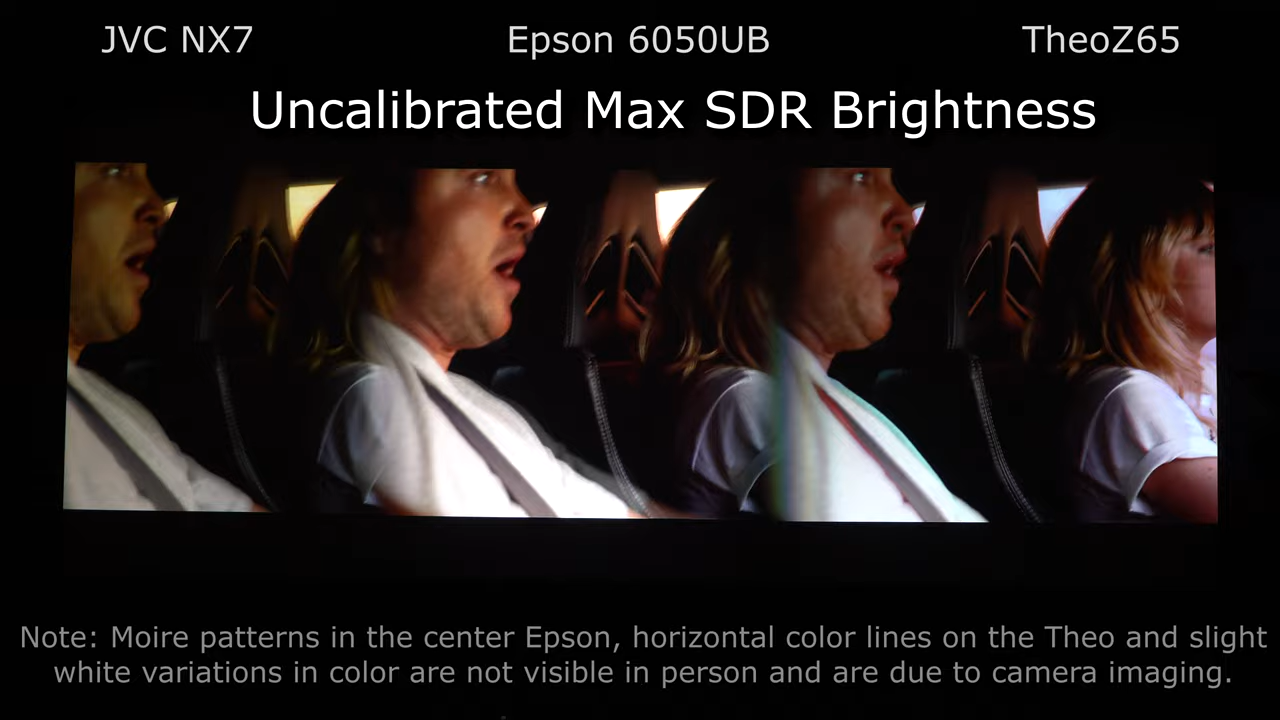 JVC NX7 Epson 6050UB TheoZ65
Uncalibrated Max SDR Brightness
Note: Moire patterns in the center Epson, horizontal color lines on the Theo and slight
white variations in color are not visible in person and are due to camera imaging.